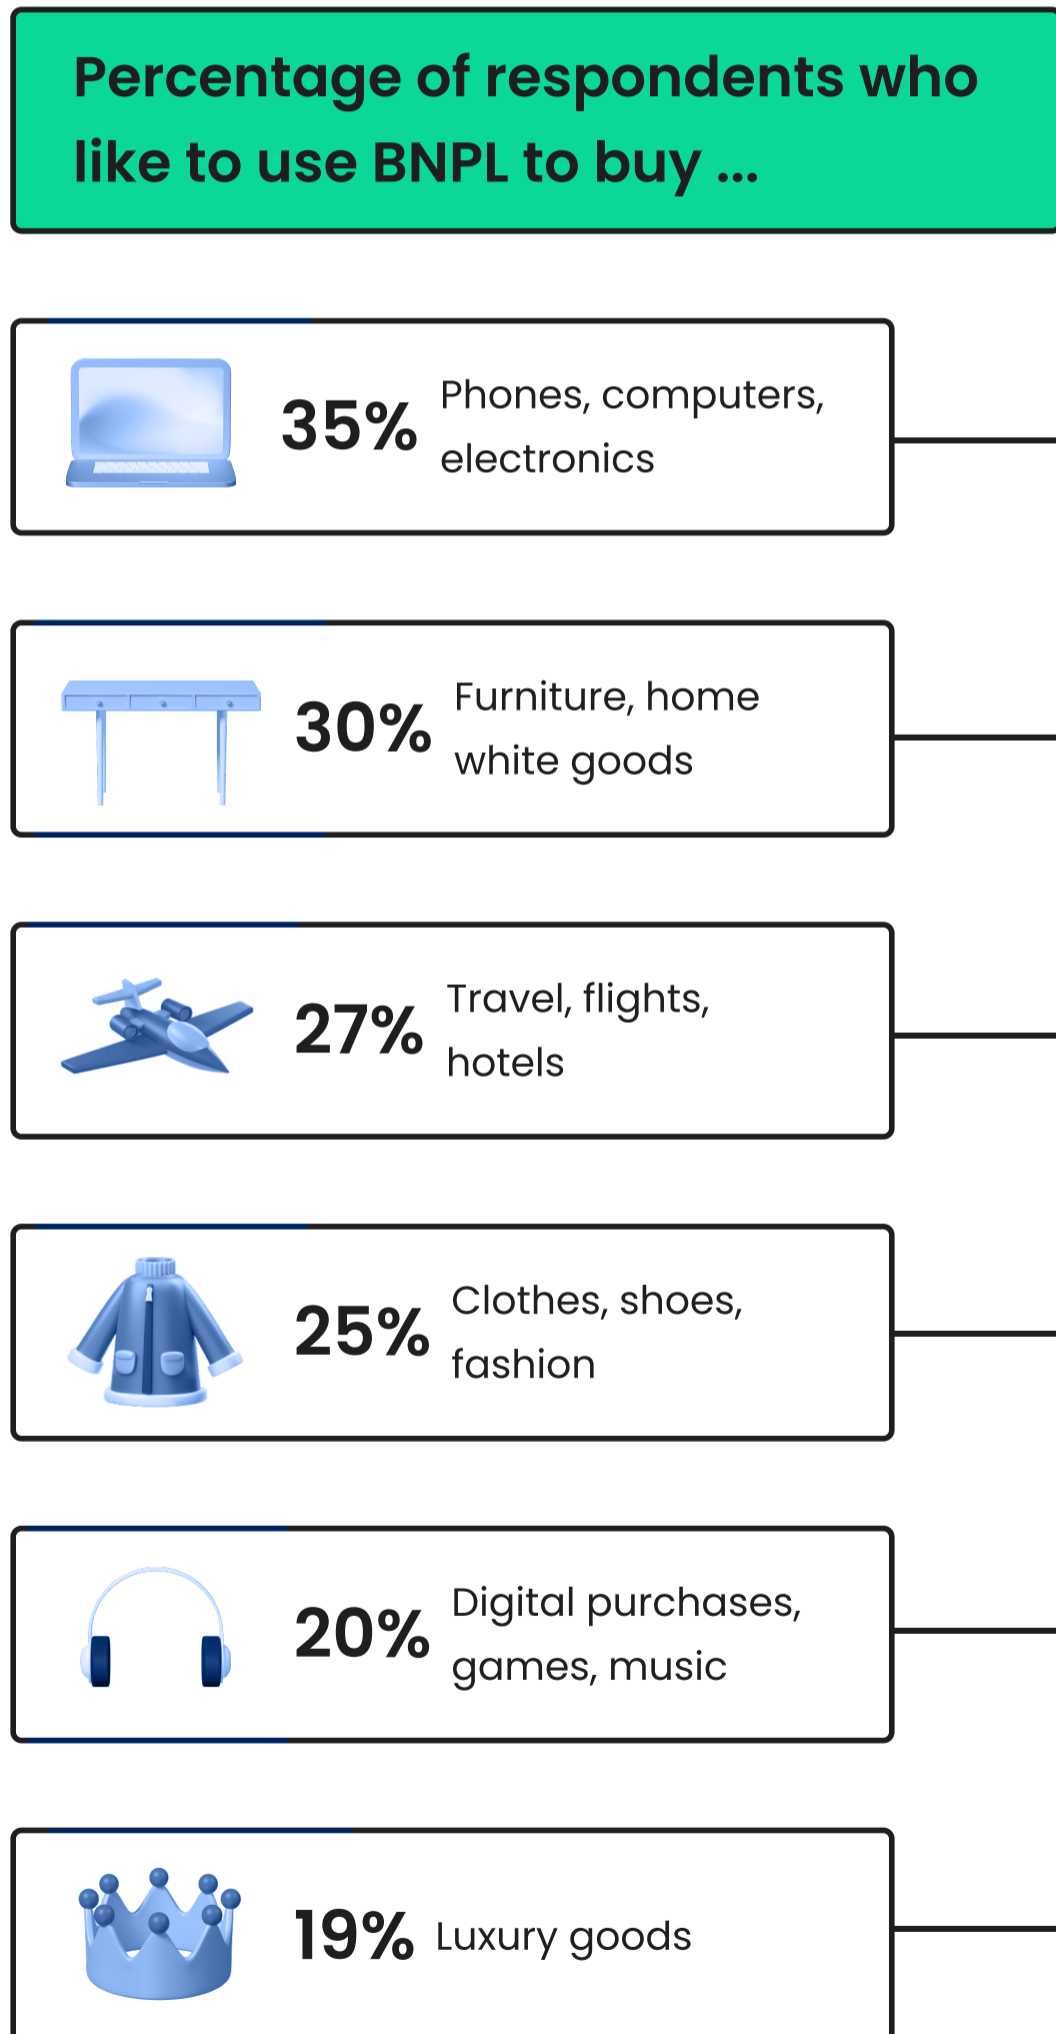 Percentage of respondents who
like to use BNPL to buy ...
35%
Phones, computers,
electronics
30%
Furniture, home
white goods
27%
Travel, flights,
hotels
25%
Clothes, shoes,
fashion
20%
Digital purchases,
games, music
19%
Luxury goods